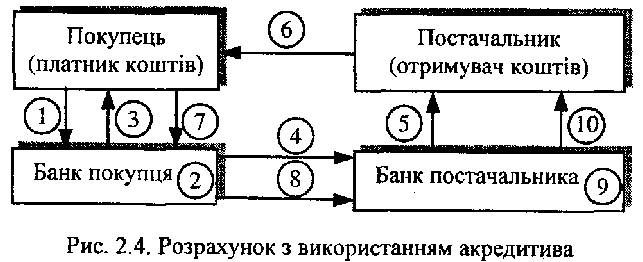 Покупець
(платник коштів)
6
Постачальник
(отримувач коштів)
1
3
7
4
5
10
Банк покупця
2
8
Банк постачальника
9
Рис. 2.4. Розрахунок з використанням акредитива